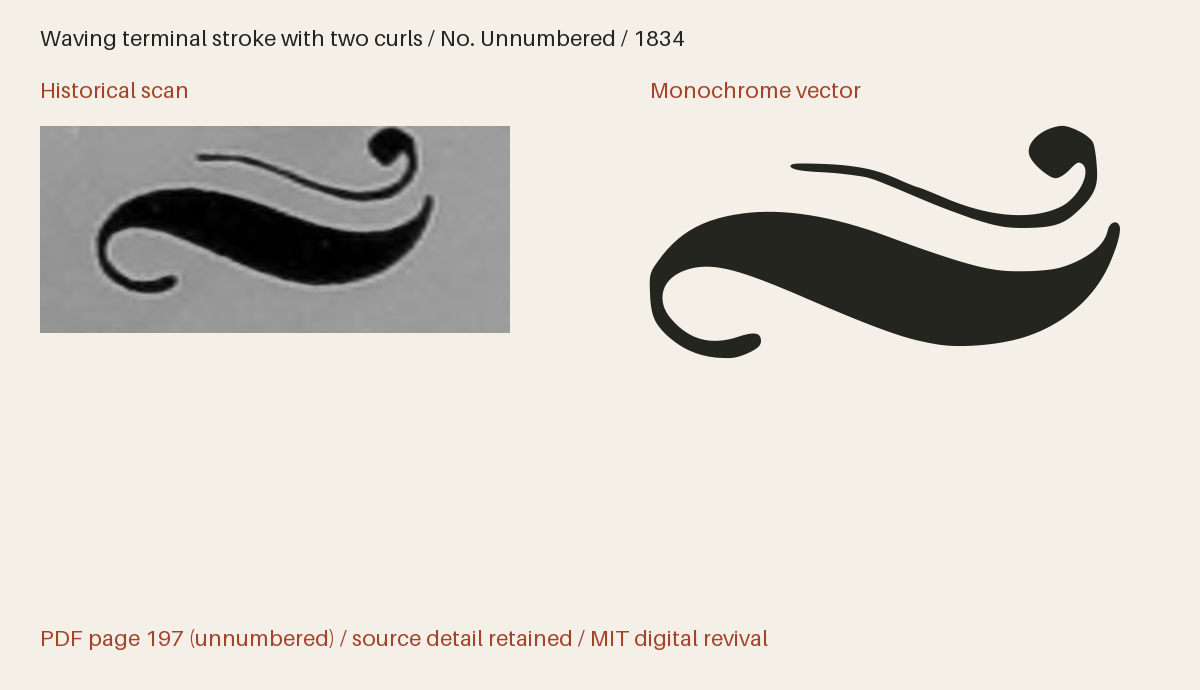 Waving terminal stroke with two curls / No. Unnumbered / 1834
Historical scan
Monochrome vector
PDF page 197 (unnumbered) / source detail retained / MIT digital revival